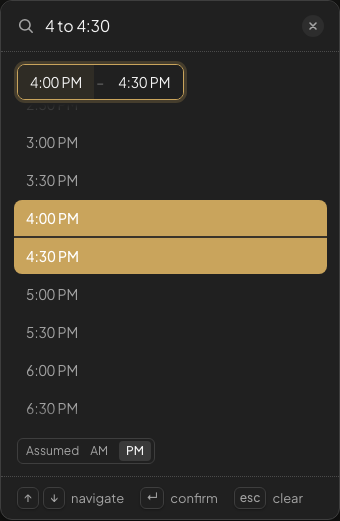 4 to 4:30
4:00 PM – 4:30 PM
3:00 PM
3:30 PM
4:00 PM
4:30 PM
5:00 PM
5:30 PM
6:00 PM
6:30 PM
Assumed AM PM
↑ ↓ navigate ↵ confirm esc clear